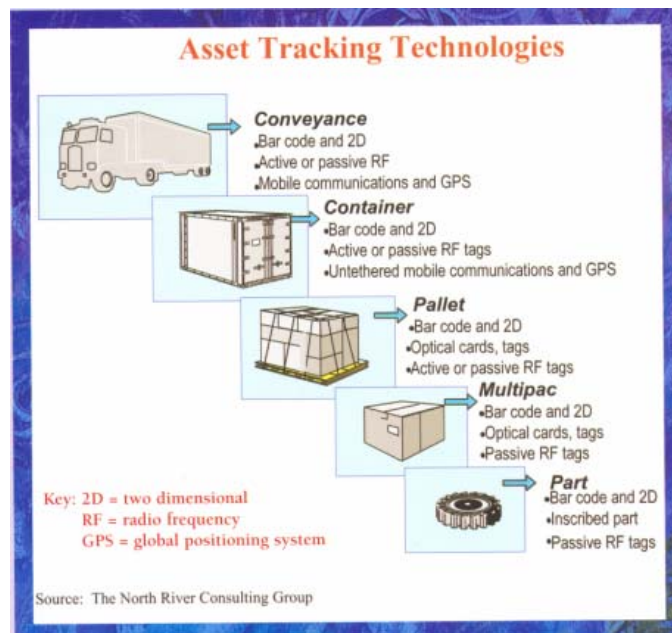 Asset Tracking Technologies
Conveyance
•Bar code and 2D
•Active or passive RF
•Mobile communications and GPS
Container
•Bar code and 2D
•Active or passive RF tags
•Untethered mobile communications and GPS
Pallet
•Bar code and 2D
•Optical cards, tags
•Active or passive RF tags
Multipac
•Bar code and 2D
•Optical cards, tags
•Passive RF tags
Part
•Bar code and 2D
•Inscribed part
•Passive RF tags
Key: 2D = two dimensional
RF = radio frequency
GPS = global positioning system
Source: The North River Consulting Group